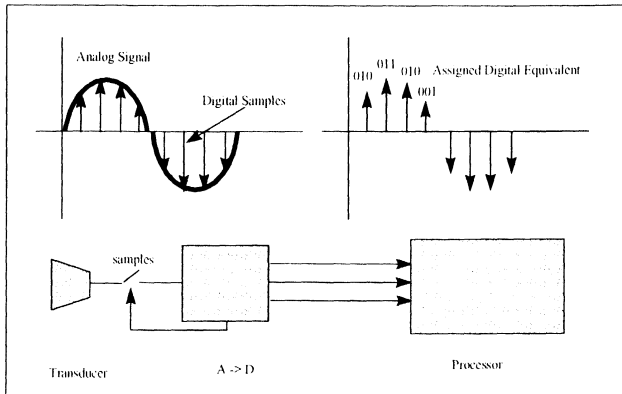 Analog Signal
Digital Samples
010
011
010
001
Assigned Digital Equivalent
samples
Transducer
A -> D
Processor